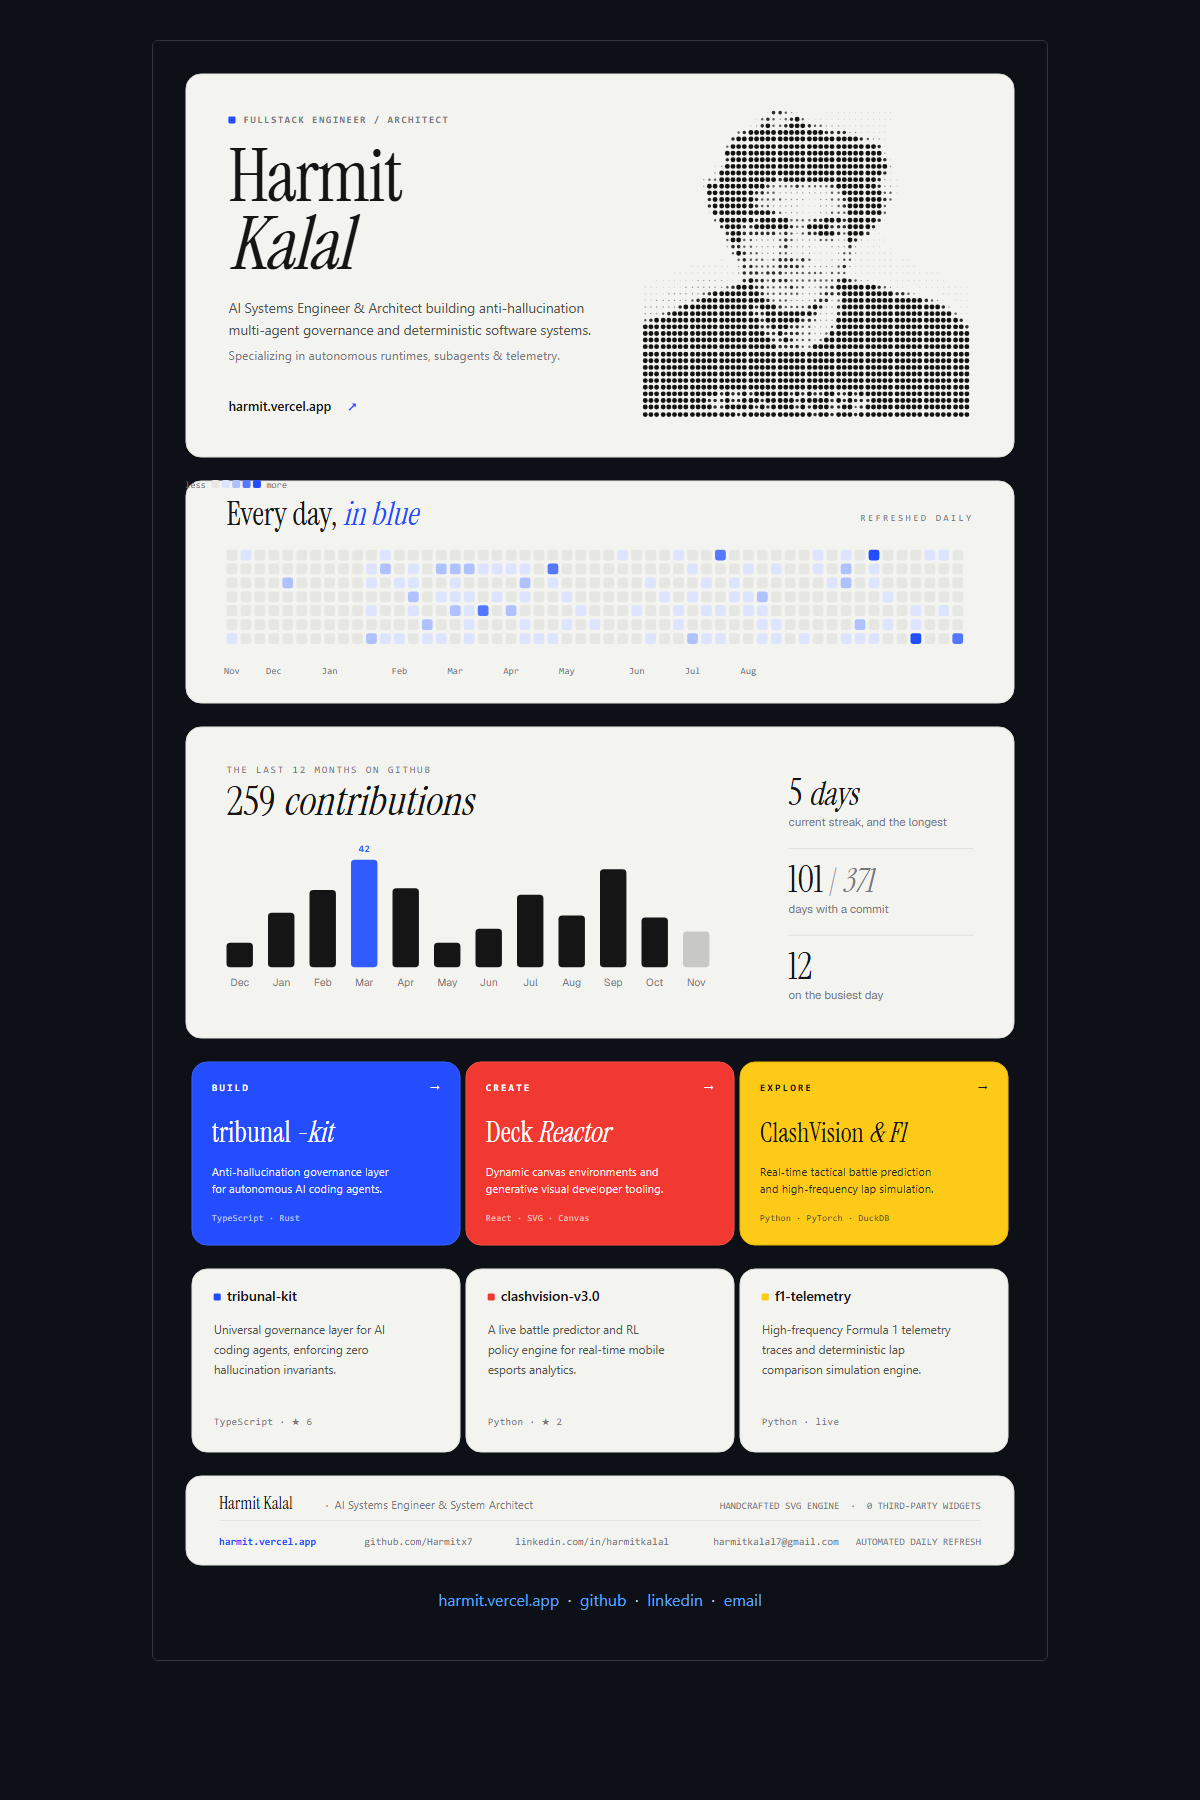 FULLSTACK ENGINEER / ARCHITECT
Harmit
Kalal
AI Systems Engineer & Architect building anti-hallucination
multi-agent governance and deterministic software systems.
Specializing in autonomous runtimes, subagents & telemetry.
harmit.vercel.app ↗
less more
Every day, in blue
REFRESHED DAILY
Nov Dec Jan Feb Mar Apr May Jun Jul Aug
THE LAST 12 MONTHS ON GITHUB
259 contributions
42
Dec Jan Feb Mar Apr May Jun Jul Aug Sep Oct Nov
5 days
current streak, and the longest
101 / 371
days with a commit
12
on the busiest day
BUILD →
tribunal -kit
Anti-hallucination governance layer
for autonomous AI coding agents.
TypeScript · Rust
CREATE →
Deck Reactor
Dynamic canvas environments and
generative visual developer tooling.
React · SVG · Canvas
EXPLORE →
ClashVision & F1
Real-time tactical battle prediction
and high-frequency lap simulation.
Python · PyTorch · DuckDB
tribunal-kit
Universal governance layer for AI
coding agents, enforcing zero
hallucination invariants.
TypeScript · ★ 6
clashvision-v3.0
A live battle predictor and RL
policy engine for real-time mobile
esports analytics.
Python · ★ 2
f1-telemetry
High-frequency Formula 1 telemetry
traces and deterministic lap
comparison simulation engine.
Python · live
Harmit Kalal · AI Systems Engineer & System Architect
HANDCRAFTED SVG ENGINE · 0 THIRD-PARTY WIDGETS
harmit.vercel.app github.com/Harmitx7 linkedin.com/in/harmitkalal harmitkalal7@gmail.com AUTOMATED DAILY REFRESH
harmit.vercel.app · github · linkedin · email